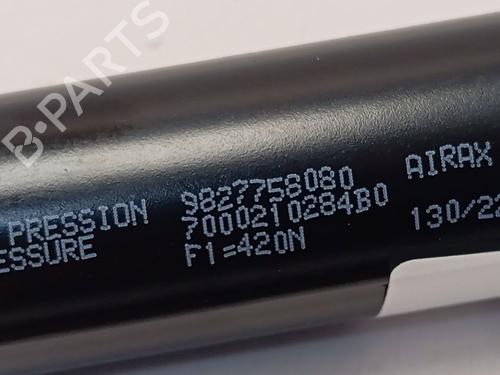 B-PARTS
PRESSION 9827758080 AIRAX
ESSURE 7000210284B0 130/22
F1=420N